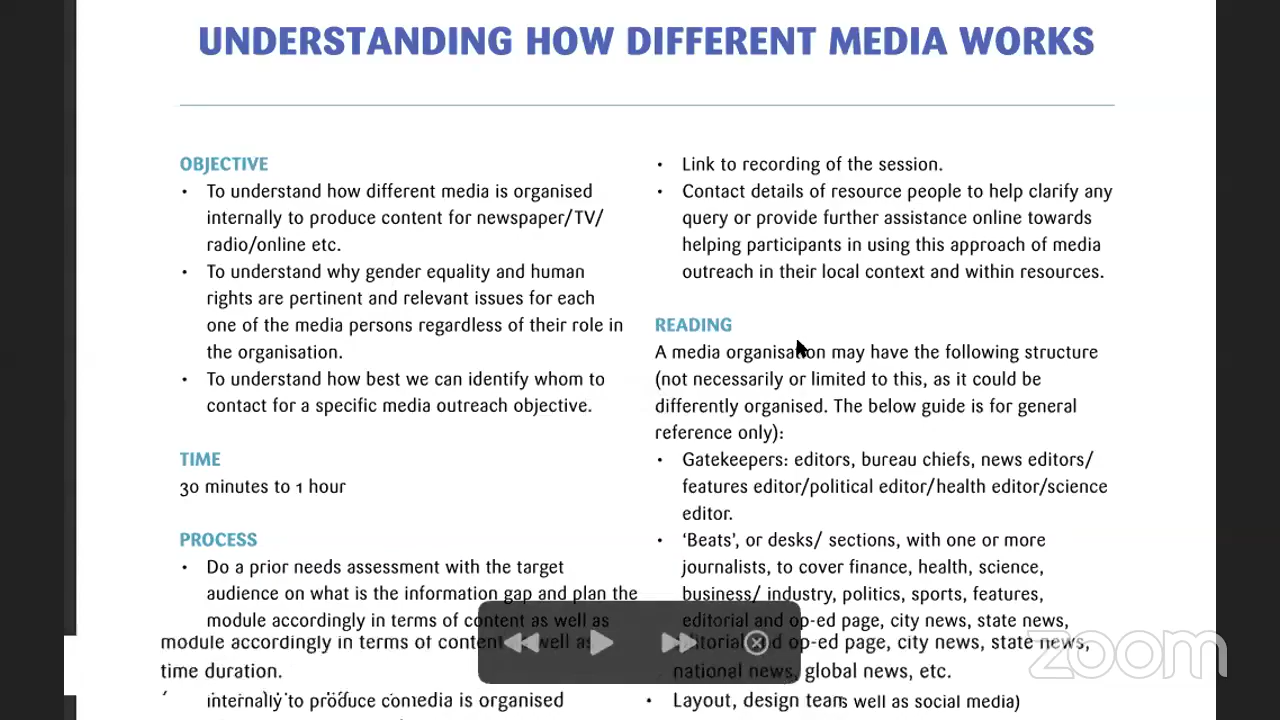 UNDERSTANDING HOW DIFFERENT MEDIA WORKS
OBJECTIVE
• To understand how different media is organised
internally to produce content for newspaper/TV/
radio/online etc.
• To understand why gender equality and human
rights are pertinent and relevant issues for each
one of the media persons regardless of their role in
the organisation.
• To understand how best we can identify whom to
contact for a specific media outreach objective.
TIME
30 minutes to 1 hour
PROCESS
• Do a prior needs assessment with the target
audience on what is the information gap and plan the
module accordingly in terms of content as well as
module accordingly in terms of content well as
time duration.
internally to produce con media is organised
• Link to recording of the session.
• Contact details of resource people to help clarify any
query or provide further assistance online towards
helping participants in using this approach of media
outreach in their local context and within resources.
READING
A media organisation may have the following structure
(not necessarily or limited to this, as it could be
differently organised. The below guide is for general
reference only):
• Gatekeepers: editors, bureau chiefs, news editors/
features editor/political editor/health editor/science
editor.
• ‘Beats’, or desks/ sections, with one or more
journalists, to cover finance, health, science,
business/ industry, politics, sports, features,
editorial and op-ed page, city news, state news,
editorial and op-ed page, city news, state news,
national news, global news, etc.
• Layout, design team s well as social media)
zoom